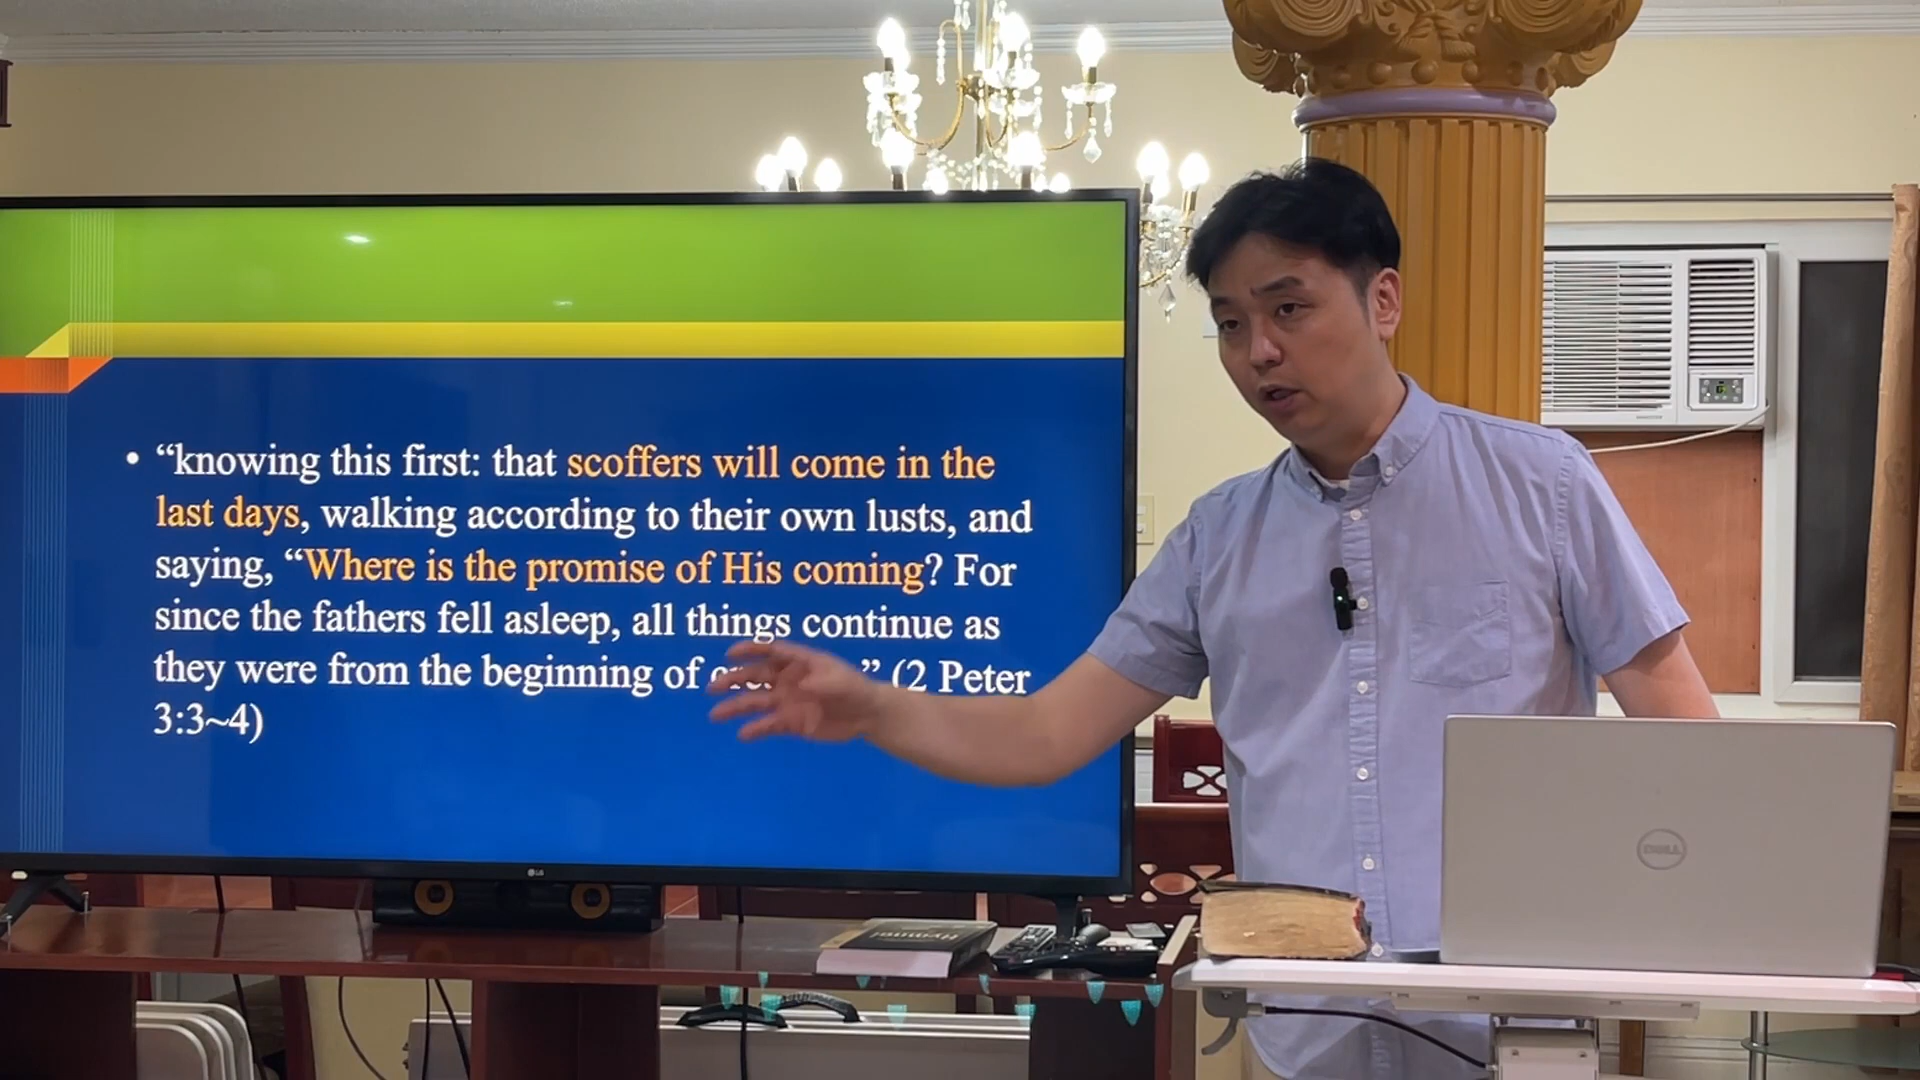 • “knowing this first: that scoffers will come in the
last days, walking according to their own lusts, and
saying, “Where is the promise of His coming? For
since the fathers fell asleep, all things continue as
they were from the beginning of ” (2 Peter
3:3~4)
LG
Hymnal
DELL